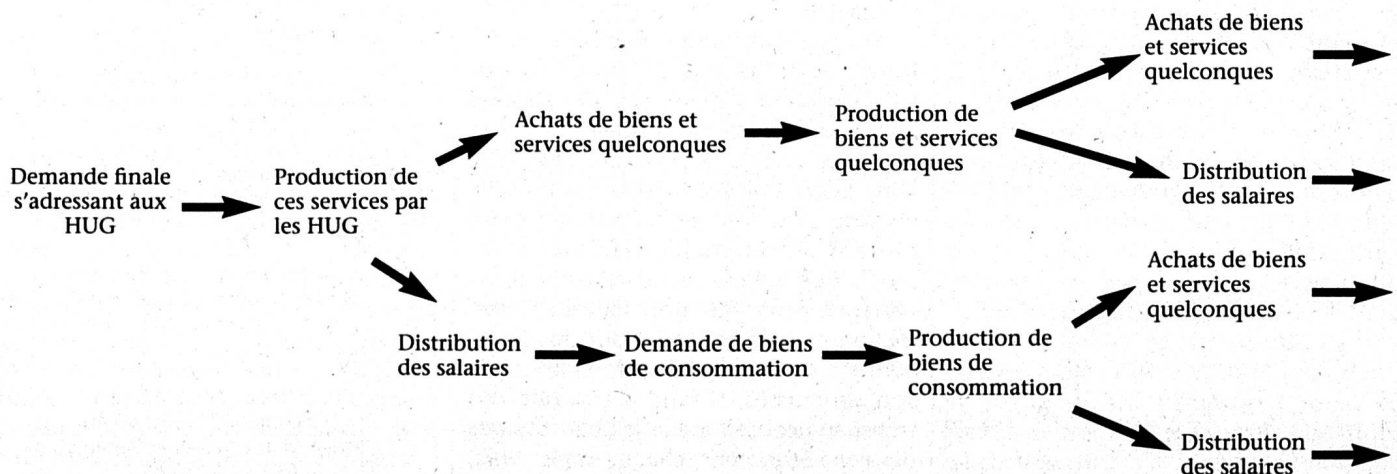 Demande finale
s'adressant aux
HUG
Production de
ces services par
les HUG
Achats de biens et
services quelconques
Production de
biens et services
quelconques
Achats de biens
et services
quelconques
Distribution
des salaires
Distribution
des salaires
Demande de biens
de consommation
Production de
biens de
consommation
Achats de biens
et services
quelconques
Distribution
des salaires